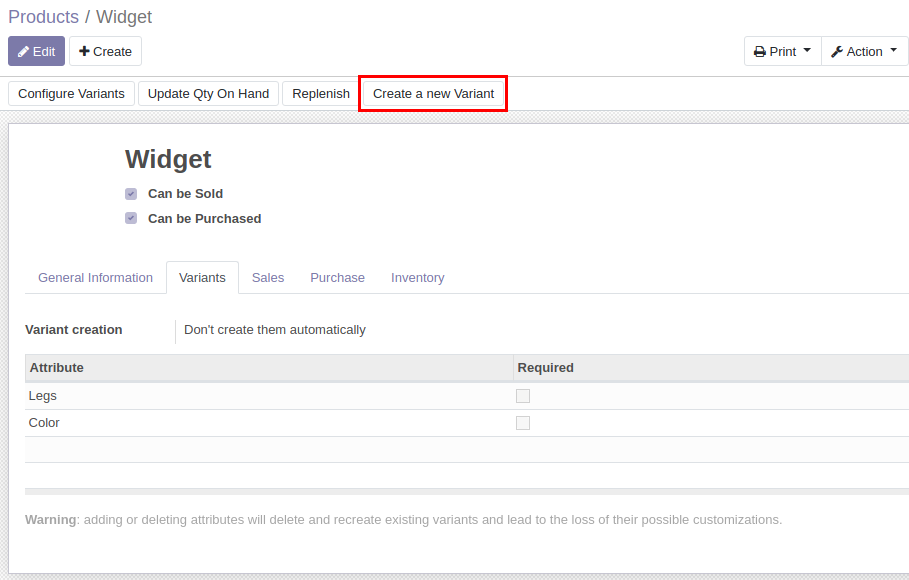 Products / Widget
Edit Create Print Action
Configure Variants Update Qty On Hand Replenish Create a new Variant
Widget
Can be Sold
Can be Purchased
General Information Variants Sales Purchase Inventory
Variant creation Don't create them automatically
Attribute Required
Legs
Color
Warning: adding or deleting attributes will delete and recreate existing variants and lead to the loss of their possible customizations.